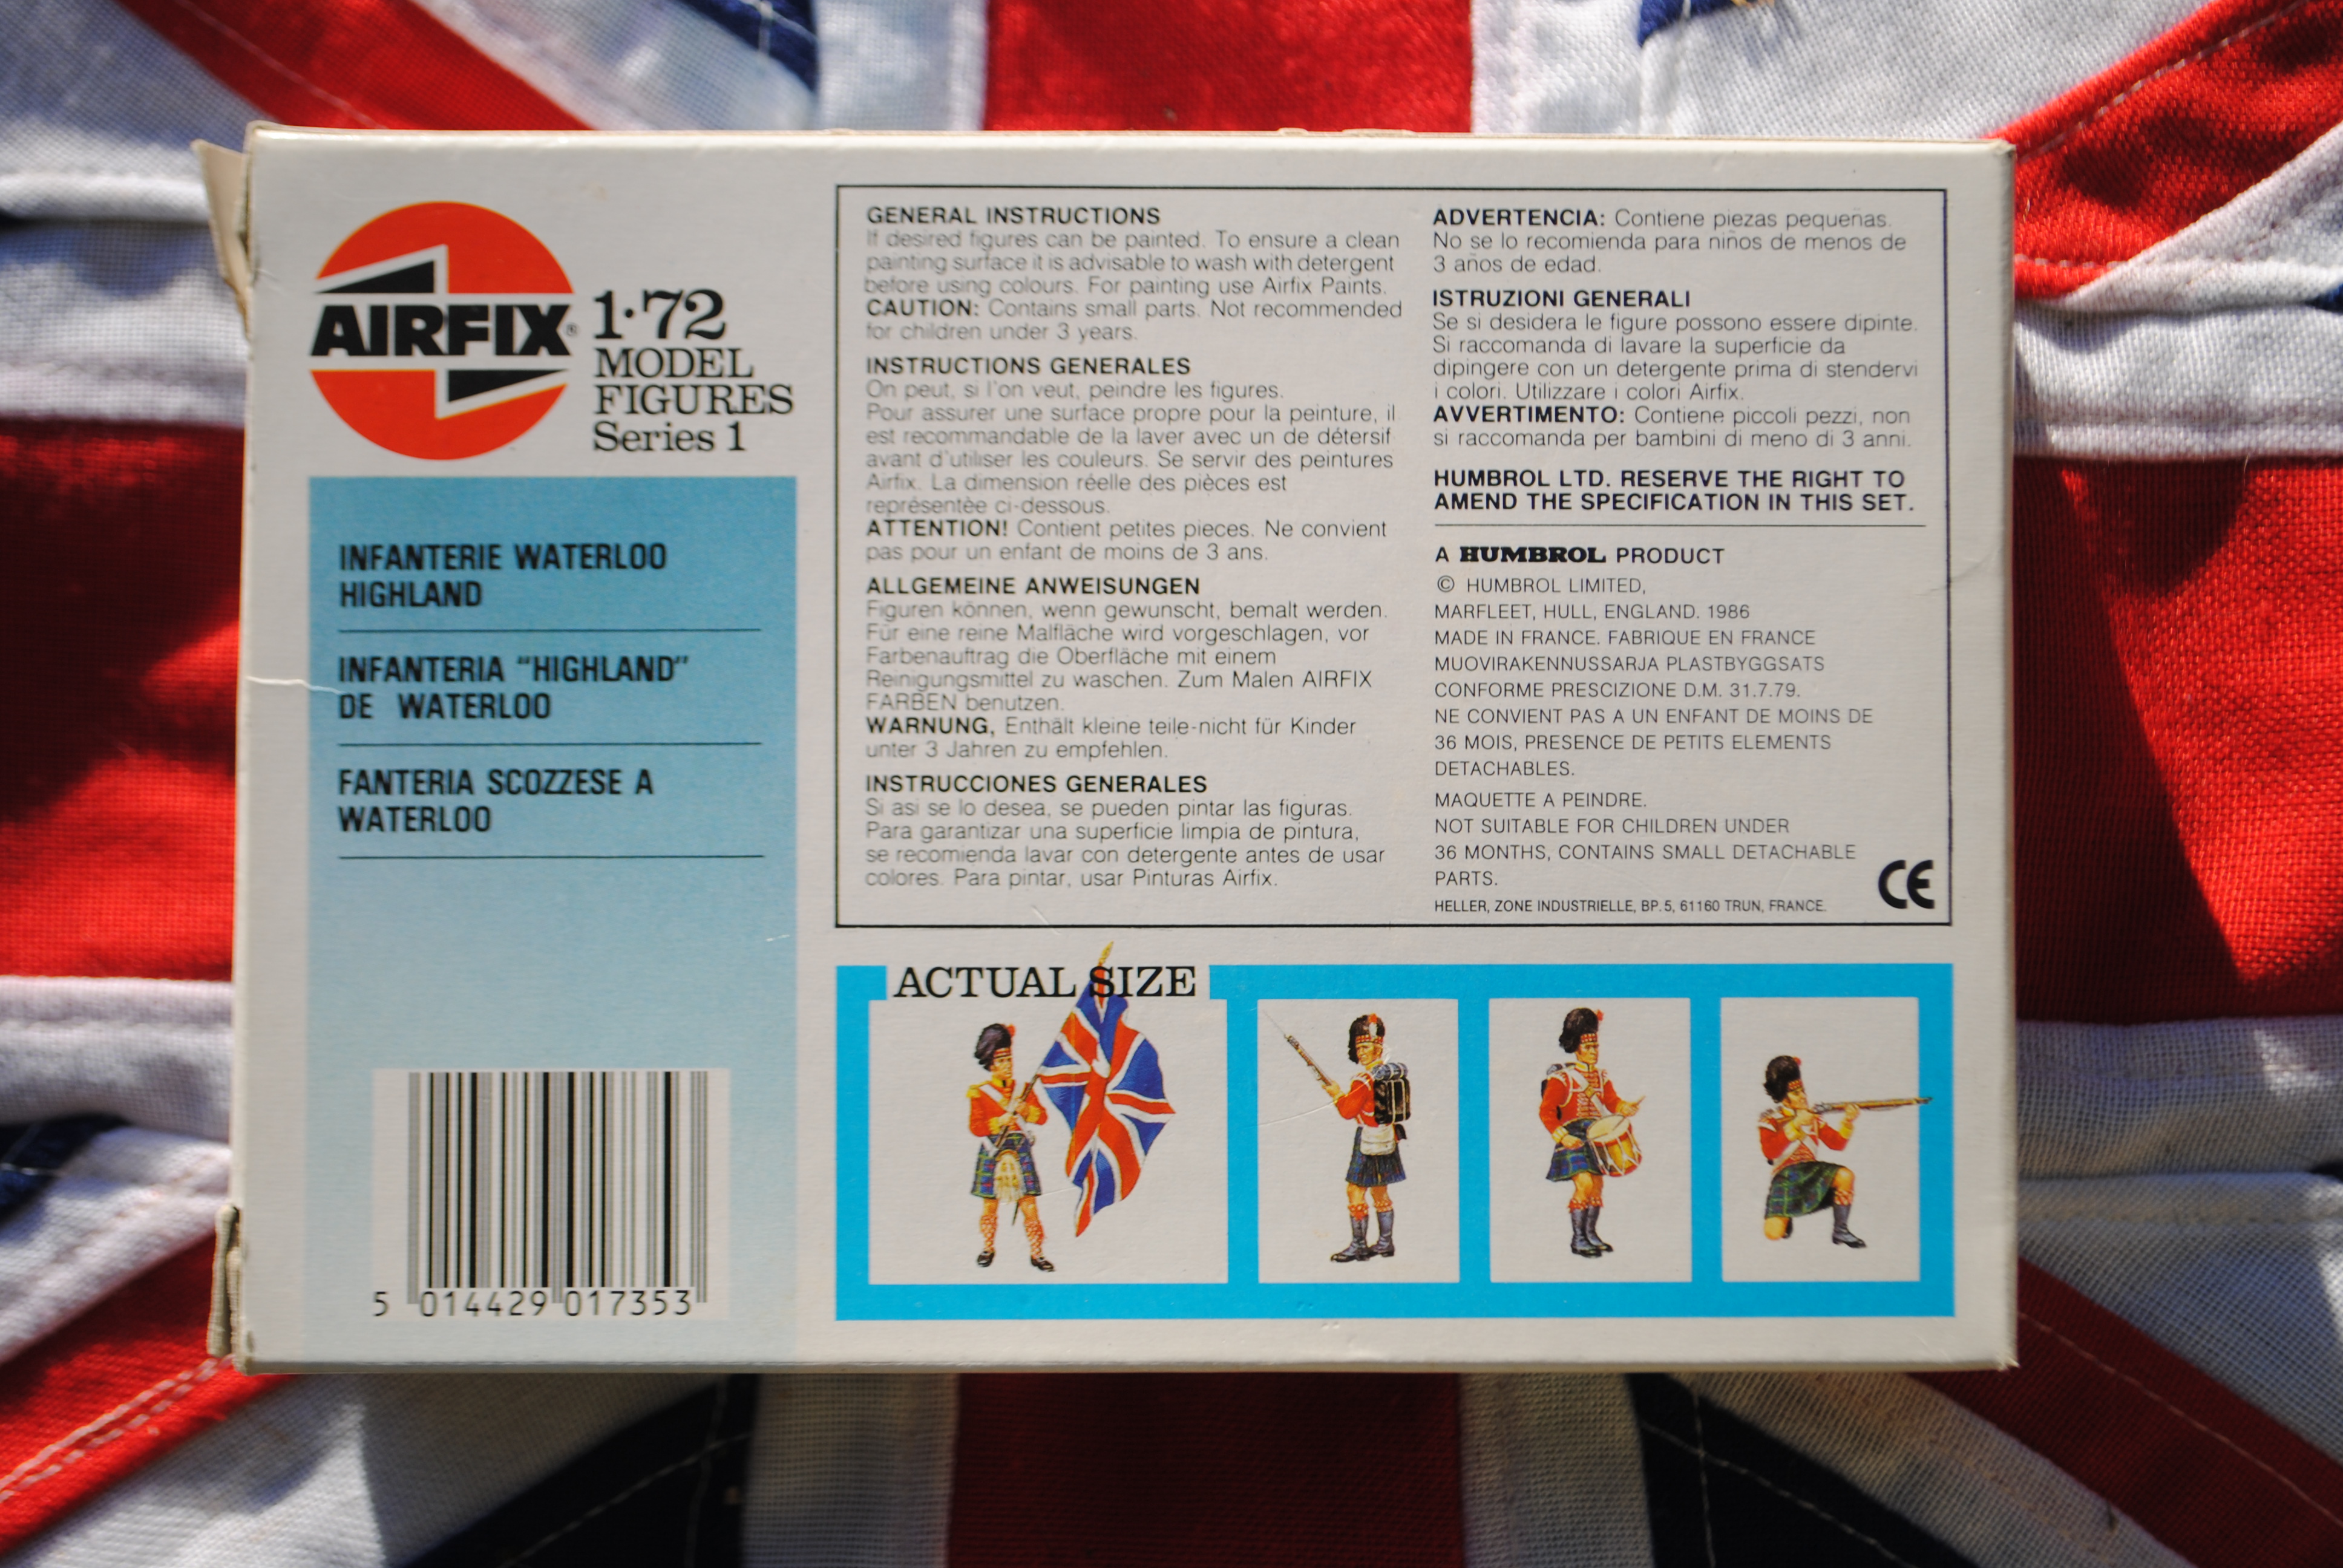 AIRFIX®
1·72
MODEL
FIGURES
Series 1
INFANTERIE WATERLOO
HIGHLAND
INFANTERIA "HIGHLAND"
DE WATERLOO
FANTERIA SCOZZESE A
WATERLOO
5 014429 017353
GENERAL INSTRUCTIONS
If desired figures can be painted. To ensure a clean
painting surface it is advisable to wash with detergent
before using colours. For painting use Airfix Paints.
CAUTION: Contains small parts. Not recommended
for children under 3 years.
INSTRUCTIONS GENERALES
On peut, si l'on veut, peindre les figures.
Pour assurer une surface propre pour la peinture, il
est recommandable de la laver avec un de détersif
avant d'utiliser les couleurs. Se servir des peintures
Airfix. La dimension réelle des pièces est
représentèe ci-dessous.
ATTENTION! Contient petites pieces. Ne convient
pas pour un enfant de moins de 3 ans.
ALLGEMEINE ANWEISUNGEN
Figuren können, wenn gewunscht, bemalt werden.
Für eine reine Malfläche wird vorgeschlagen, vor
Farbenauftrag die Oberfläche mit einem
Reinigungsmittel zu waschen. Zum Malen AIRFIX
FARBEN benutzen.
WARNUNG, Enthält kleine teile-nicht für Kinder
unter 3 Jahren zu empfehlen.
INSTRUCCIONES GENERALES
Si asi se lo desea, se pueden pintar las figuras.
Para garantizar una superficie limpia de pintura,
se recomienda lavar con detergente antes de usar
colores. Para pintar, usar Pinturas Airfix.
ADVERTENCIA: Contiene piezas pequeñas.
No se lo recomienda para niños de menos de
3 años de edad.
ISTRUZIONI GENERALI
Se si desidera le figure possono essere dipinte.
Si raccomanda di lavare la superficie da
dipingere con un detergente prima di stendervi
i colori. Utilizzare i colori Airfix.
AVVERTIMENTO: Contiene piccoli pezzi, non
si raccomanda per bambini di meno di 3 anni.
HUMBROL LTD. RESERVE THE RIGHT TO
AMEND THE SPECIFICATION IN THIS SET.
A HUMBROL PRODUCT
© HUMBROL LIMITED,
MARFLEET, HULL, ENGLAND. 1986
MADE IN FRANCE. FABRIQUE EN FRANCE
MUOVIRAKENNUSSARJA PLASTBYGGSATS
CONFORME PRESCIZIONE D.M. 31.7.79.
NE CONVIENT PAS A UN ENFANT DE MOINS DE
36 MOIS, PRESENCE DE PETITS ELEMENTS
DETACHABLES.
MAQUETTE A PEINDRE.
NOT SUITABLE FOR CHILDREN UNDER
36 MONTHS, CONTAINS SMALL DETACHABLE
PARTS.
HELLER, ZONE INDUSTRIELLE, BP. 5, 61160 TRUN, FRANCE.
CE
ACTUAL SIZE